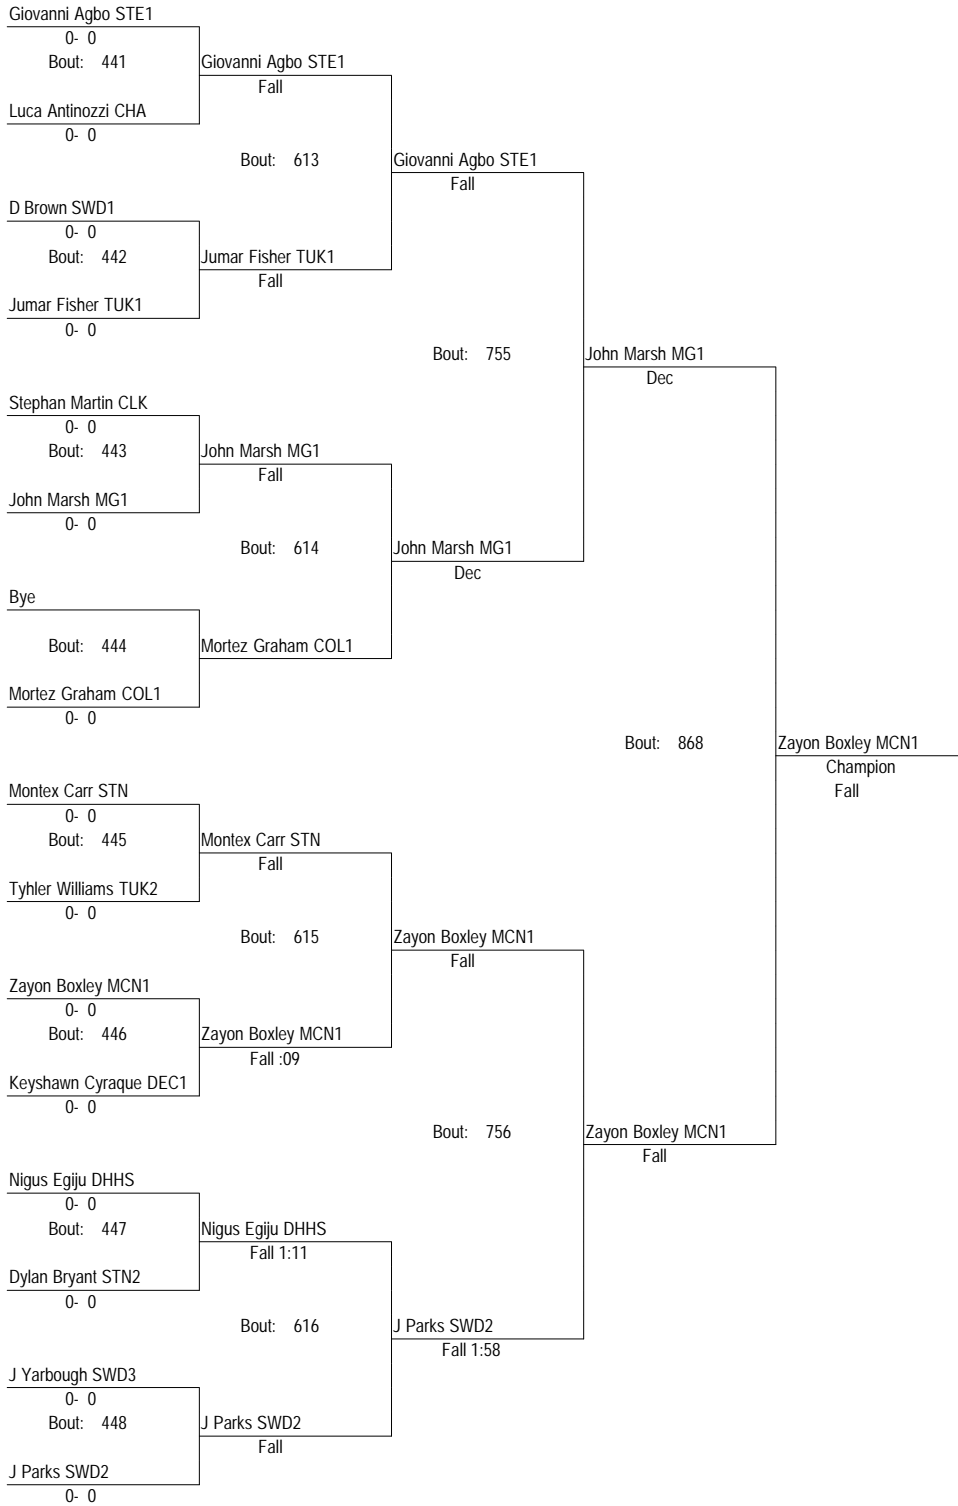 Giovanni Agbo STE1
0- 0
Bout: 441
Giovanni Agbo STE1
Fall
Luca Antinozzi CHA
0- 0
Bout: 613
Giovanni Agbo STE1
Fall
D Brown SWD1
0- 0
Bout: 442
Jumar Fisher TUK1
Fall
Jumar Fisher TUK1
0- 0
Bout: 755
John Marsh MG1
Dec
Stephan Martin CLK
0- 0
Bout: 443
John Marsh MG1
Fall
John Marsh MG1
0- 0
Bout: 614
John Marsh MG1
Dec
Bye
Bout: 444
Mortez Graham COL1
Mortez Graham COL1
0- 0
Bout: 868
Zayon Boxley MCN1
Champion
Fall
Montex Carr STN
0- 0
Bout: 445
Montex Carr STN
Fall
Tyhler Williams TUK2
0- 0
Bout: 615
Zayon Boxley MCN1
Fall
Zayon Boxley MCN1
0- 0
Bout: 446
Zayon Boxley MCN1
Fall :09
Keyshawn Cyraque DEC1
0- 0
Bout: 756
Zayon Boxley MCN1
Fall
Nigus Egiju DHHS
0- 0
Bout: 447
Nigus Egiju DHHS
Fall 1:11
Dylan Bryant STN2
0- 0
Bout: 616
J Parks SWD2
Fall 1:58
J Yarbough SWD3
0- 0
Bout: 448
J Parks SWD2
Fall
J Parks SWD2
0- 0